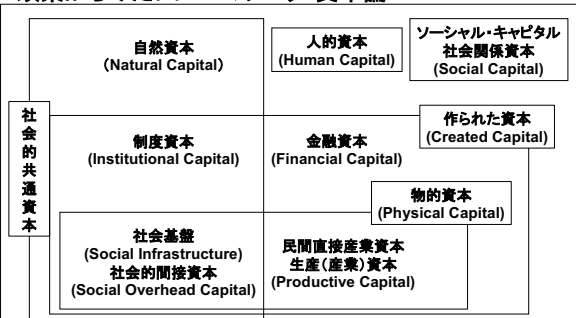 自然資本
（Natural Capital）
人的資本
(Human Capital)
ソーシャル・キャピタル
社会関係資本
(Social Capital)
社会的共通資本
制度資本
(Institutional Capital)
金融資本
(Financial Capital)
作られた資本
(Created Capital)
物的資本
(Physical Capital)
社会基盤
(Social Infrastructure)
社会的間接資本
(Social Overhead Capital)
民間直接産業資本
生産（産業）資本
(Productive Capital)